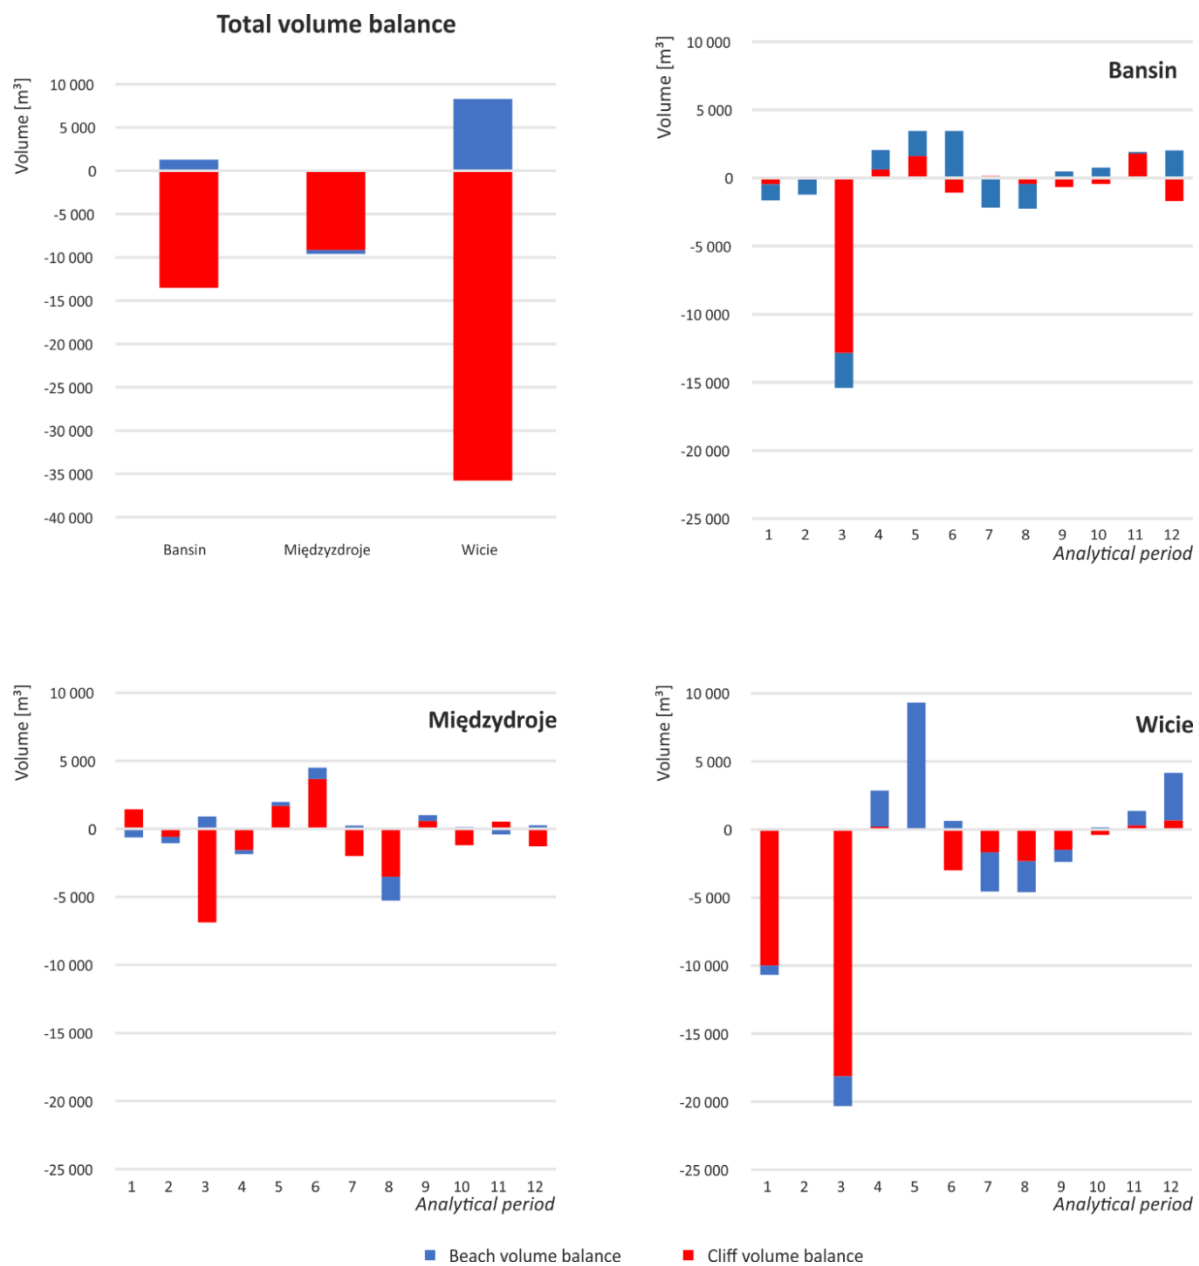 Total volume balance
Volume [m³]
10 000
5 000
0
-5 000
-10 000
-15 000
-20 000
-25 000
-30 000
-35 000
-40 000
Bansin Międzyzdroje Wicie
Bansin
Volume [m³]
10 000
5 000
0
-5 000
-10 000
-15 000
-20 000
-25 000
1 2 3 4 5 6 7 8 9 10 11 12
Analytical period
Międzydroje
Volume [m³]
10 000
5 000
0
-5 000
-10 000
-15 000
-20 000
-25 000
1 2 3 4 5 6 7 8 9 10 11 12
Analytical period
Wicie
Volume [m³]
10 000
5 000
0
-5 000
-10 000
-15 000
-20 000
-25 000
1 2 3 4 5 6 7 8 9 10 11 12
Analytical period
Beach volume balance Cliff volume balance